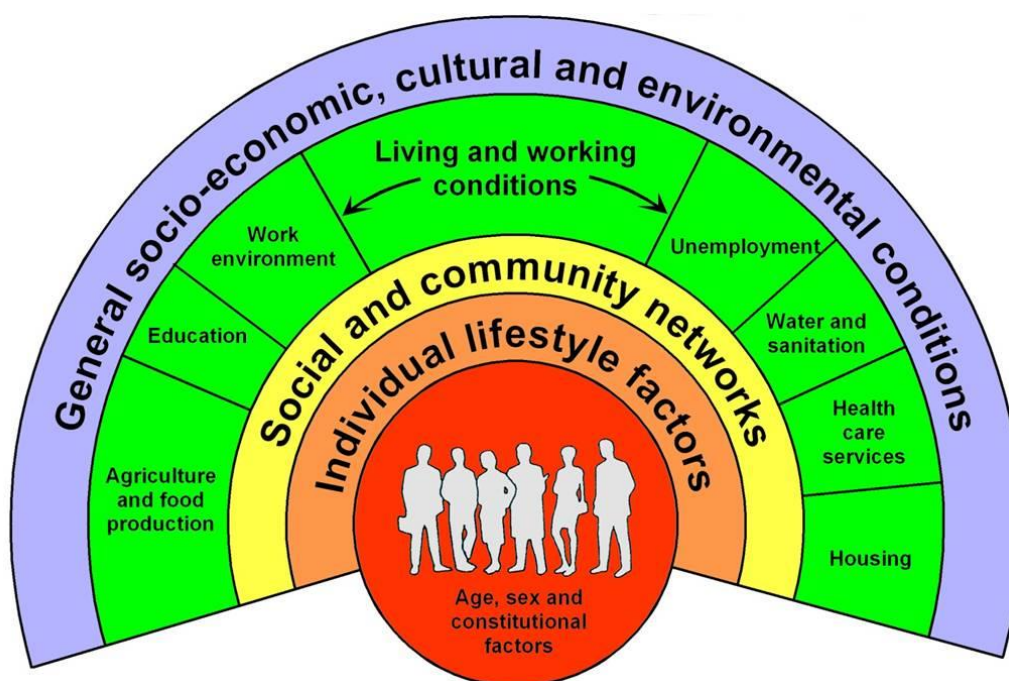 General socio-economic, cultural and environmental conditions
Living and working
conditions
Work
environment
Unemployment
Education
Water and
sanitation
Agriculture
and food
production
Health
care
services
Housing
Social and community networks
Individual lifestyle factors
Age, sex and
constitutional
factors